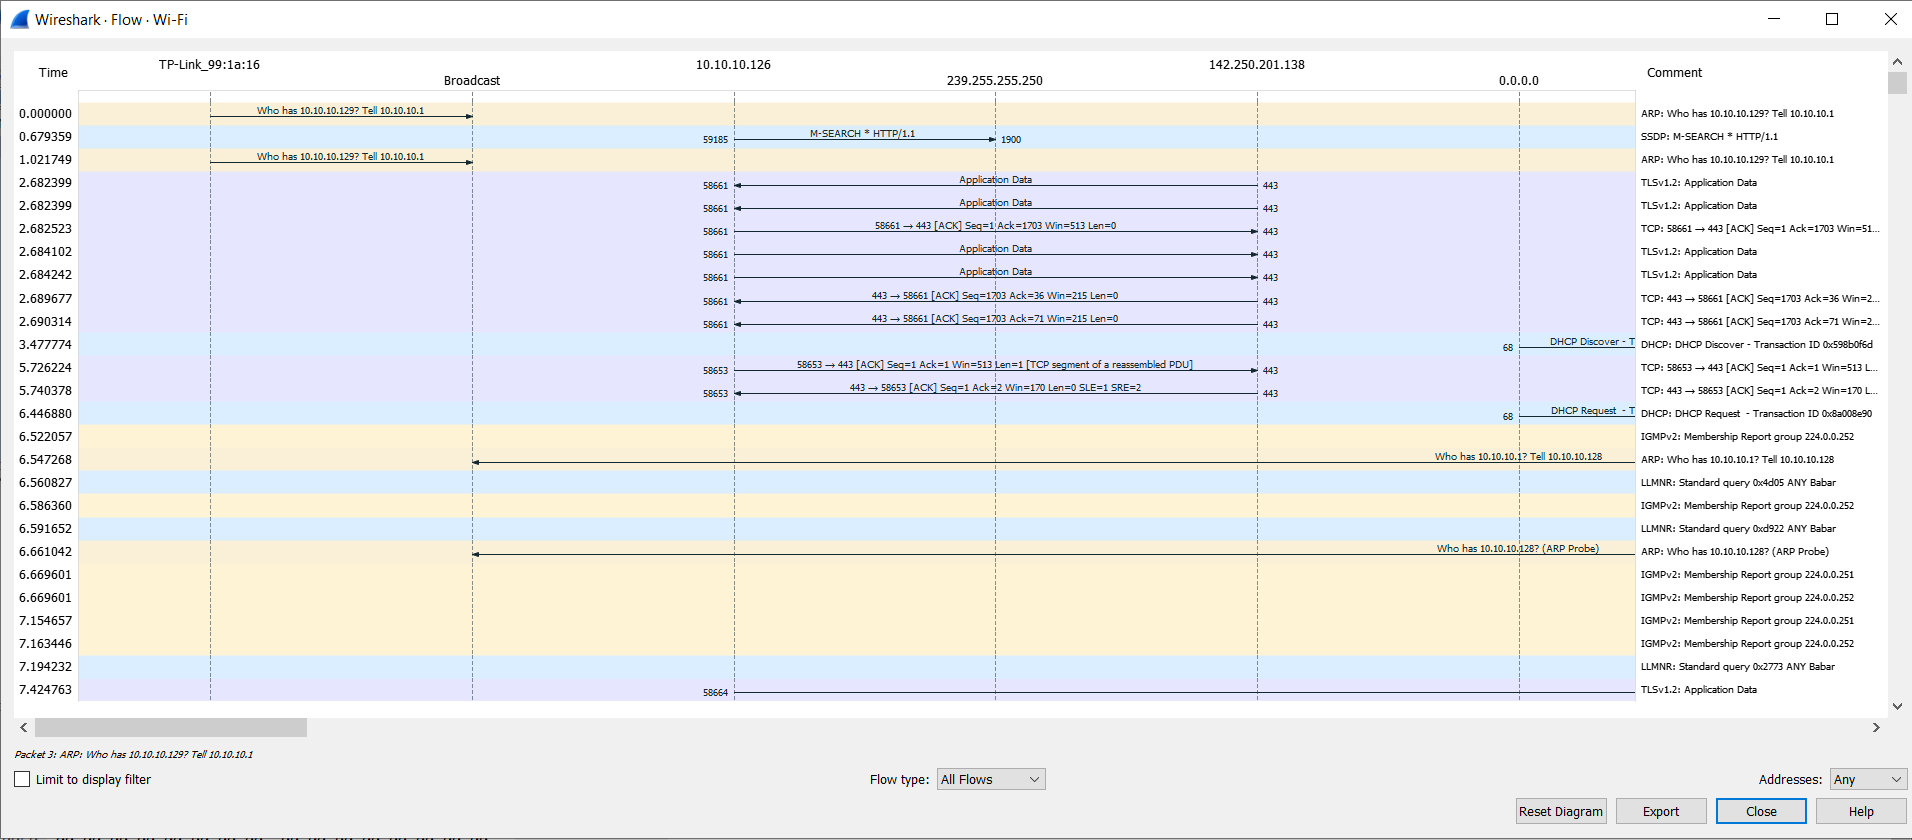 Wireshark · Flow · Wi-Fi
TP-Link_99:1a:16 10.10.10.126 142.250.201.138
Time Broadcast 239.255.255.250 0.0.0.0 Comment
0.000000 Who has 10.10.10.129? Tell 10.10.10.1 ARP: Who has 10.10.10.129? Tell 10.10.10.1
0.679359 59185 M-SEARCH * HTTP/1.1 1900 SSDP: M-SEARCH * HTTP/1.1
1.021749 Who has 10.10.10.129? Tell 10.10.10.1 ARP: Who has 10.10.10.129? Tell 10.10.10.1
2.682399 58661 Application Data 443 TLSv1.2: Application Data
2.682399 58661 Application Data 443 TLSv1.2: Application Data
2.682523 58661 58661 → 443 [ACK] Seq=1 Ack=1703 Win=513 Len=0 443 TCP: 58661 → 443 [ACK] Seq=1 Ack=1703 Win=51...
2.684102 58661 Application Data 443 TLSv1.2: Application Data
2.684242 58661 Application Data 443 TLSv1.2: Application Data
2.689677 58661 443 → 58661 [ACK] Seq=1703 Ack=36 Win=215 Len=0 443 TCP: 443 → 58661 [ACK] Seq=1703 Ack=36 Win=2...
2.690314 58661 443 → 58661 [ACK] Seq=1703 Ack=71 Win=215 Len=0 443 TCP: 443 → 58661 [ACK] Seq=1703 Ack=71 Win=2...
3.477774 68 DHCP Discover - T DHCP: DHCP Discover - Transaction ID 0x598b0f6d
5.726224 58653 58653 → 443 [ACK] Seq=1 Ack=1 Win=513 Len=1 [TCP segment of a reassembled PDU] 443 TCP: 58653 → 443 [ACK] Seq=1 Ack=1 Win=513 L...
5.740378 58653 443 → 58653 [ACK] Seq=1 Ack=2 Win=170 Len=0 SLE=1 SRE=2 443 TCP: 443 → 58653 [ACK] Seq=1 Ack=2 Win=170 L...
6.446880 68 DHCP Request - T DHCP: DHCP Request - Transaction ID 0x8a008e90
6.522057 IGMPv2: Membership Report group 224.0.0.252
6.547268 Who has 10.10.10.1? Tell 10.10.10.128 ARP: Who has 10.10.10.1? Tell 10.10.10.128
6.560827 LLMNR: Standard query 0x4d05 ANY Babar
6.586360 IGMPv2: Membership Report group 224.0.0.252
6.591652 LLMNR: Standard query 0xd922 ANY Babar
6.661042 Who has 10.10.10.128? (ARP Probe) ARP: Who has 10.10.10.128? (ARP Probe)
6.669601 IGMPv2: Membership Report group 224.0.0.251
6.669601 IGMPv2: Membership Report group 224.0.0.252
7.154657 IGMPv2: Membership Report group 224.0.0.251
7.163446 IGMPv2: Membership Report group 224.0.0.252
7.194232 LLMNR: Standard query 0x2773 ANY Babar
7.424763 58664 TLSv1.2: Application Data
Packet 3: ARP: Who has 10.10.10.129? Tell 10.10.10.1
Limit to display filter Flow type: All Flows Addresses: Any
Reset Diagram Export Close Help